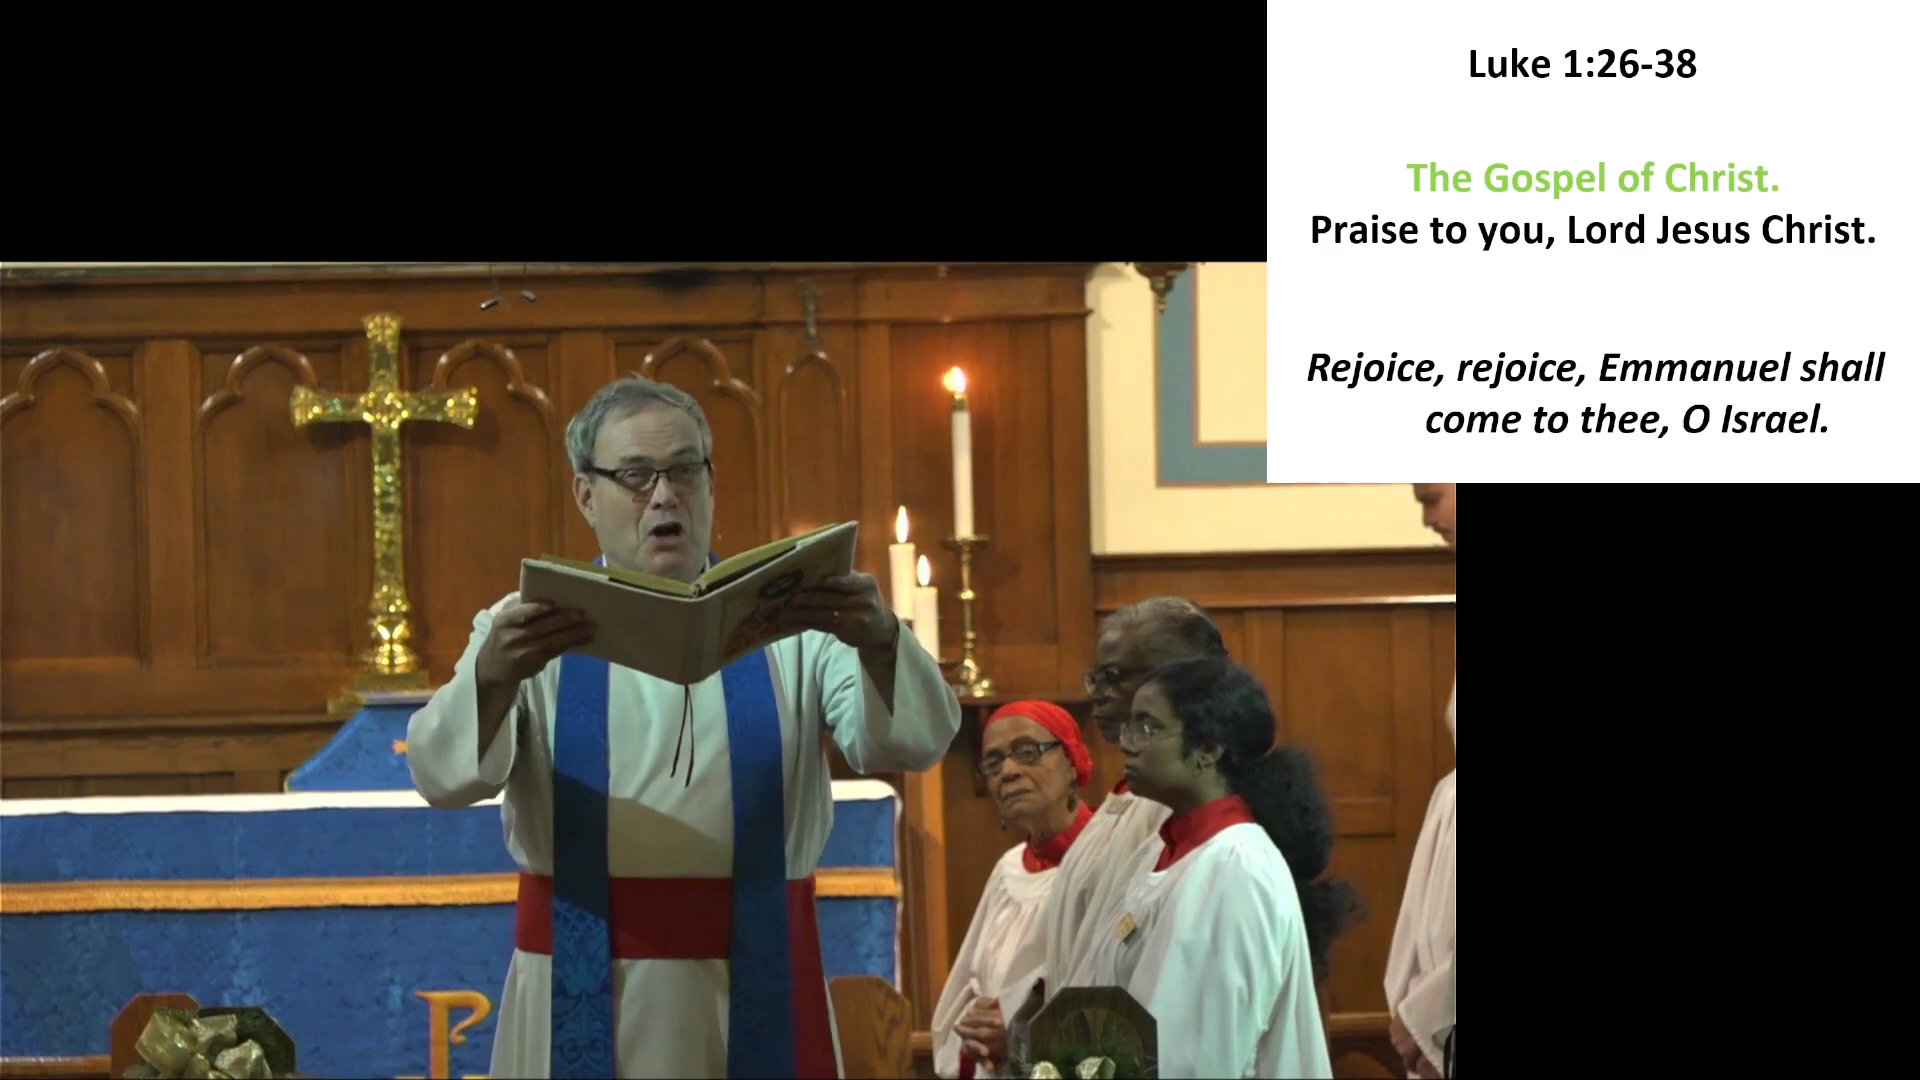 Luke 1:26-38
The Gospel of Christ.
Praise to you, Lord Jesus Christ.
Rejoice, rejoice, Emmanuel shall
come to thee, O Israel.